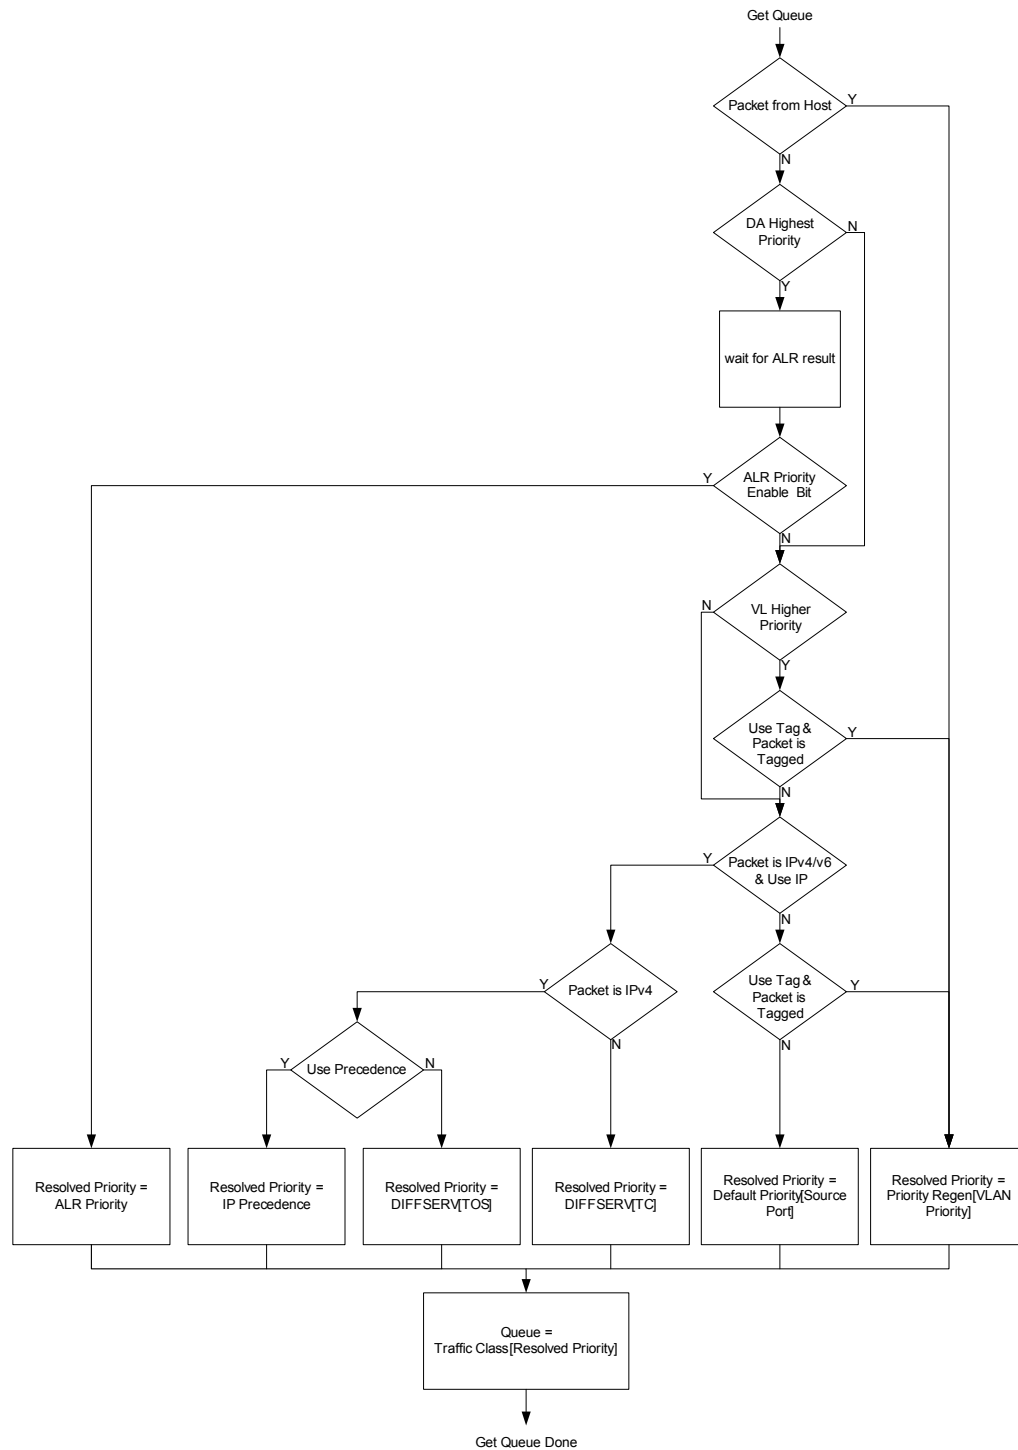 Get Queue
Packet from Host
Y
N
DA Highest
Priority
N
Y
wait for ALR result
Y
ALR Priority
Enable Bit
N
N
VL Higher
Priority
Y
Use Tag &
Packet is
Tagged
Y
N
Y
Packet is IPv4/v6
& Use IP
N
Y
Packet is IPv4
N
Use Tag &
Packet is
Tagged
Y
N
Y
Use Precedence
N
Resolved Priority =
ALR Priority
Resolved Priority =
IP Precedence
Resolved Priority =
DIFFSERV[TOS]
Resolved Priority =
DIFFSERV[TC]
Resolved Priority =
Default Priority[Source
Port]
Resolved Priority =
Priority Regen[VLAN
Priority]
Queue =
Traffic Class[Resolved Priority]
Get Queue Done